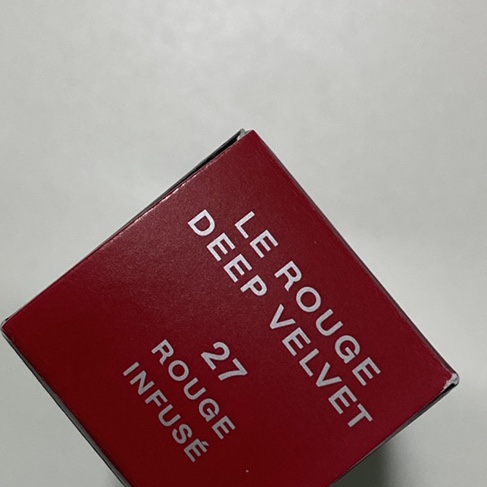 LE ROUGE
DEEP VELVET
27
ROUGE
INFUSÉ